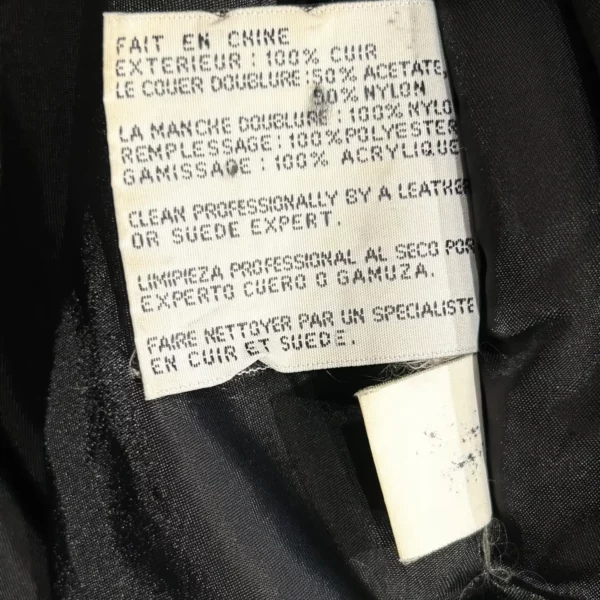 FAIT EN CHINE
EXTERIEUR : 100% CUIR
LE COUER DOUBLURE : 50% ACETATE,
50% NYLON
LA MANCHE DOUBLURE : 100% NYLO
REMPLESSAGE : 100% POLYESTER
GAMISSAGE : 100% ACRYLIQUE
CLEAN PROFESSIONALLY BY A LEATHER
OR SUEDE EXPERT.
LIMIPIEZA PROFESSIONAL AL SECO POR
EXPERTO CUERO O GAMUZA.
FAIRE NETTOYER PAR UN SPECIALISTE
EN CUIR ET SUEDE.